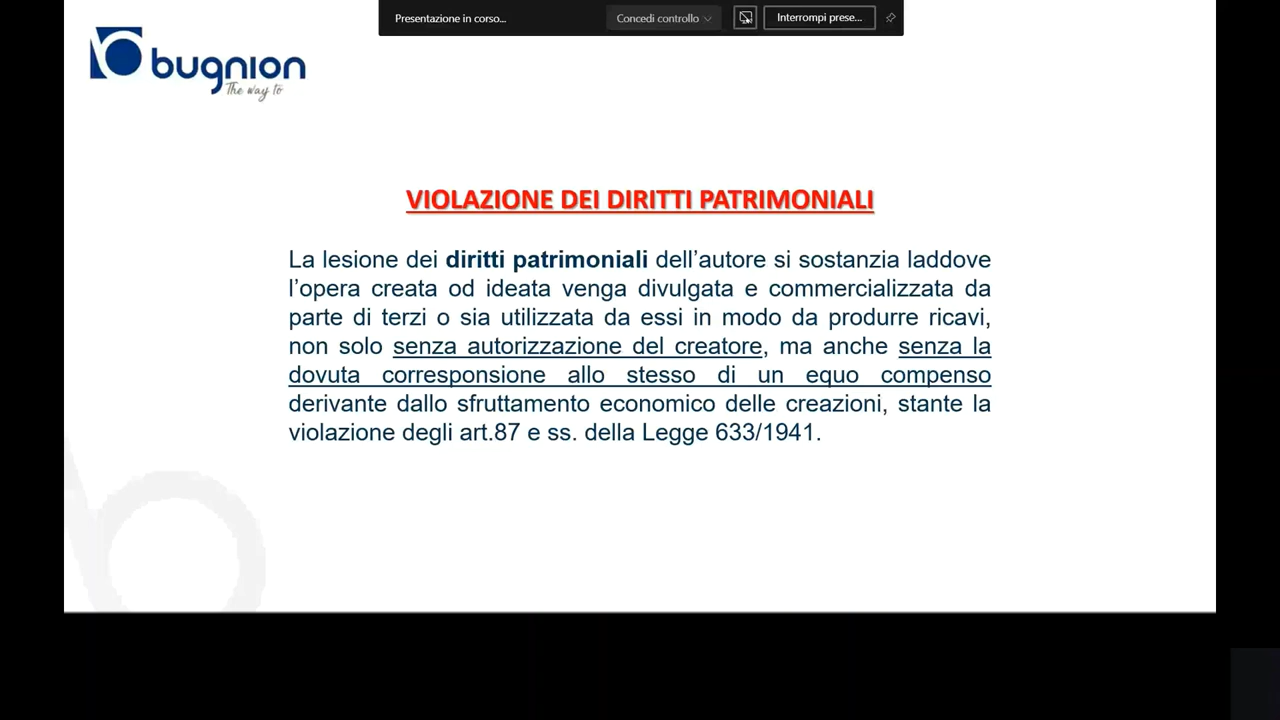 Presentazione in corso...
Concedi controllo
Interrompi prese...
bugnion
The way to
VIOLAZIONE DEI DIRITTI PATRIMONIALI
La lesione dei diritti patrimoniali dell’autore si sostanzia laddove
l’opera creata od ideata venga divulgata e commercializzata da
parte di terzi o sia utilizzata da essi in modo da produrre ricavi,
non solo senza autorizzazione del creatore, ma anche senza la
dovuta corresponsione allo stesso di un equo compenso
derivante dallo sfruttamento economico delle creazioni, stante la
violazione degli art.87 e ss. della Legge 633/1941.